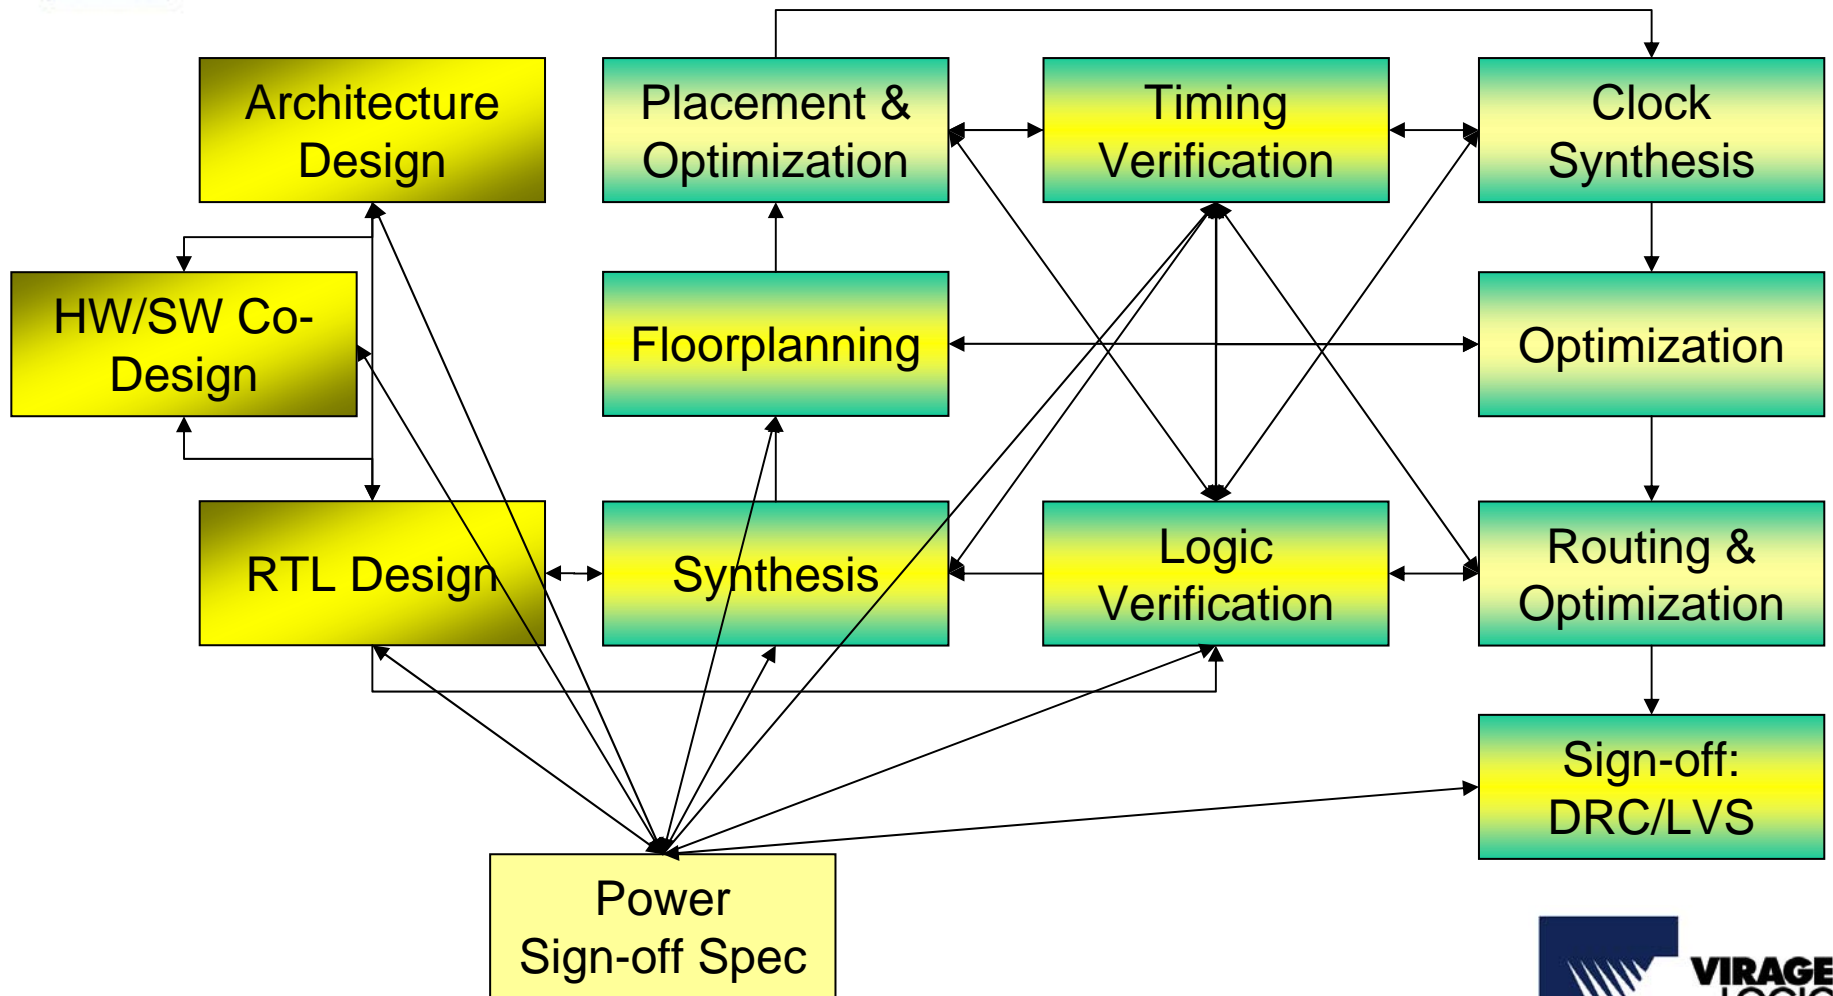 Architecture
Design
Placement &
Optimization
Timing
Verification
Clock
Synthesis
HW/SW Co-
Design
Floorplanning
Optimization
RTL Design
Synthesis
Logic
Verification
Routing &
Optimization
Sign-off:
DRC/LVS
Power
Sign-off Spec
VIRAGE
LOGIC